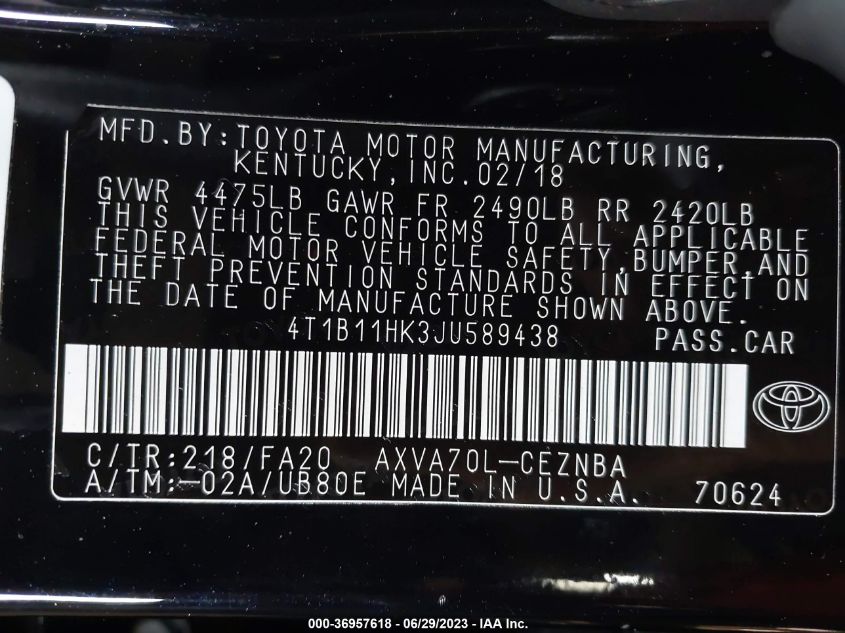 MFD.BY:TOYOTA MOTOR MANUFACTURING,
KENTUCKY,INC.02/18
GVWR 4475LB GAWR FR 2490LB RR 2420LB
THIS VEHICLE CONFORMS TO ALL APPLICABLE
FEDERAL MOTOR VEHICLE SAFETY,BUMPER,AND
THEFT PREVENTION STANDARDS IN EFFECT ON
THE DATE OF MANUFACTURE SHOWN ABOVE.
4T1B11HK3JU589438 PASS.CAR
C/TR:218/FA20 AXVA70L-CEZNBA
A/TM:-02A/UB80E MADE IN U.S.A. 70624
000-36957618 - 06/29/2023 - IAA Inc.